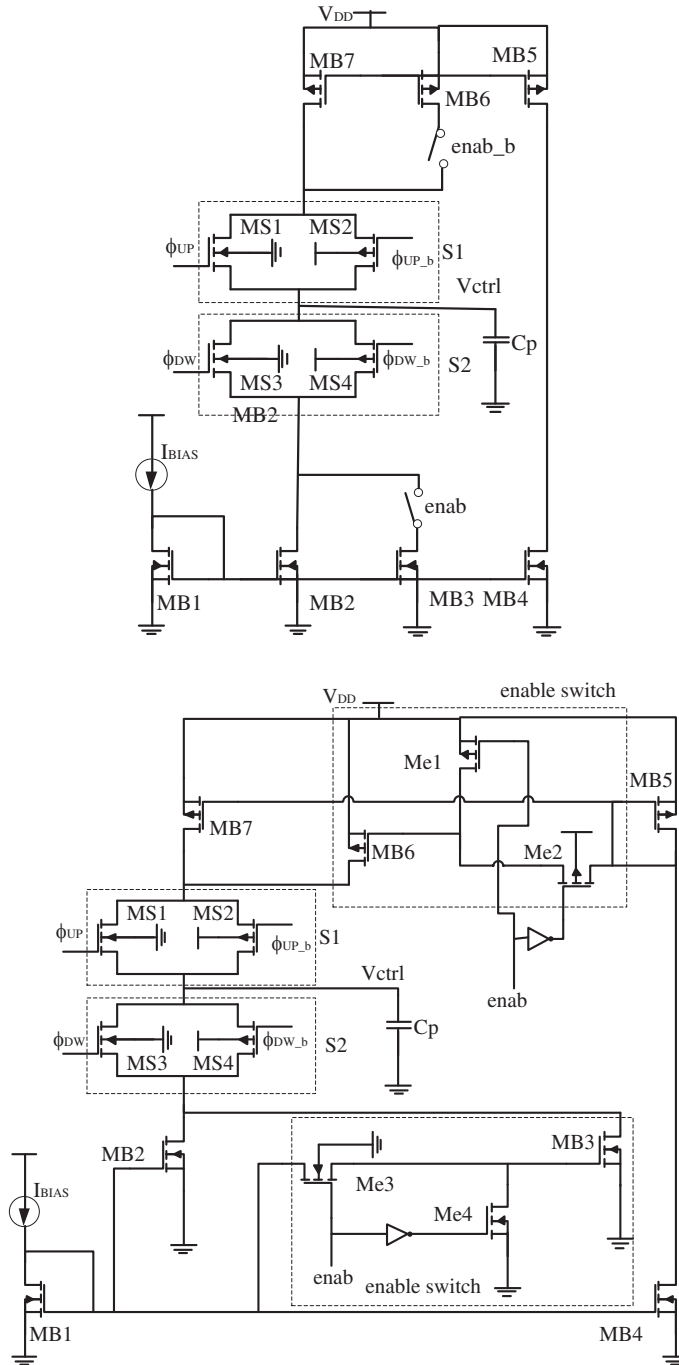 VDD
MB7
MB6
MB5
enab_b
MS1
MS2
ϕUP
ϕUP_b
S1
Vctrl
Cp
ϕDW
ϕDW_b
MS3
MS4
S2
MB2
IBIAS
enab
MB1
MB2
MB3
MB4
enable switch
VDD
Me1
MB5
MB7
MB6
Me2
MS1
MS2
ϕUP
ϕUP_b
S1
enab
Vctrl
Cp
ϕDW
ϕDW_b
MS3
MS4
S2
MB2
MB3
Me3
Me4
IBIAS
enab
enable switch
MB1
MB4